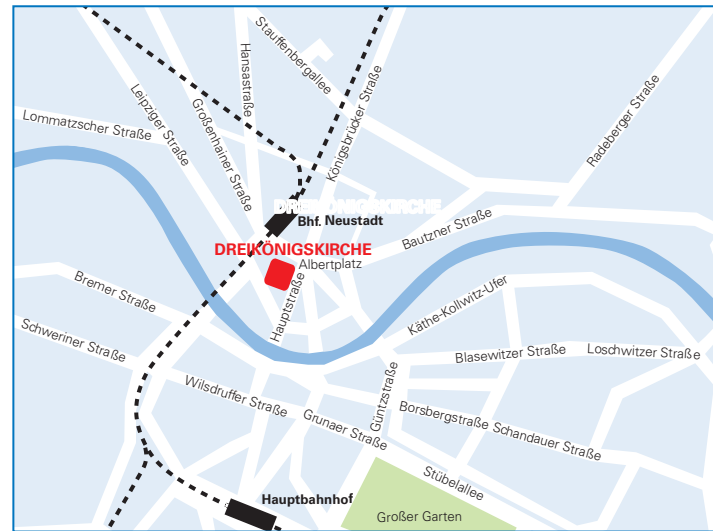 Stauffenbergallee
Hansastraße
Königsbrücker Straße
Leipziger Straße
Großenhainer Straße
Radeberger Straße
Lommatzscher Straße
DREIKÖNIGSKIRCHE
Bhf. Neustadt
Bautzner Straße
DREIKÖNIGSKIRCHE
Albertplatz
Bremer Straße
Hauptstraße
Käthe-Kollwitz-Ufer
Schweriner Straße
Blasewitzer Straße
Loschwitzer Straße
Wilsdruffer Straße
Güntzstraße
Grunaer Straße
Borsbergstraße
Schandauer Straße
Stübelallee
Hauptbahnhof
Großer Garten